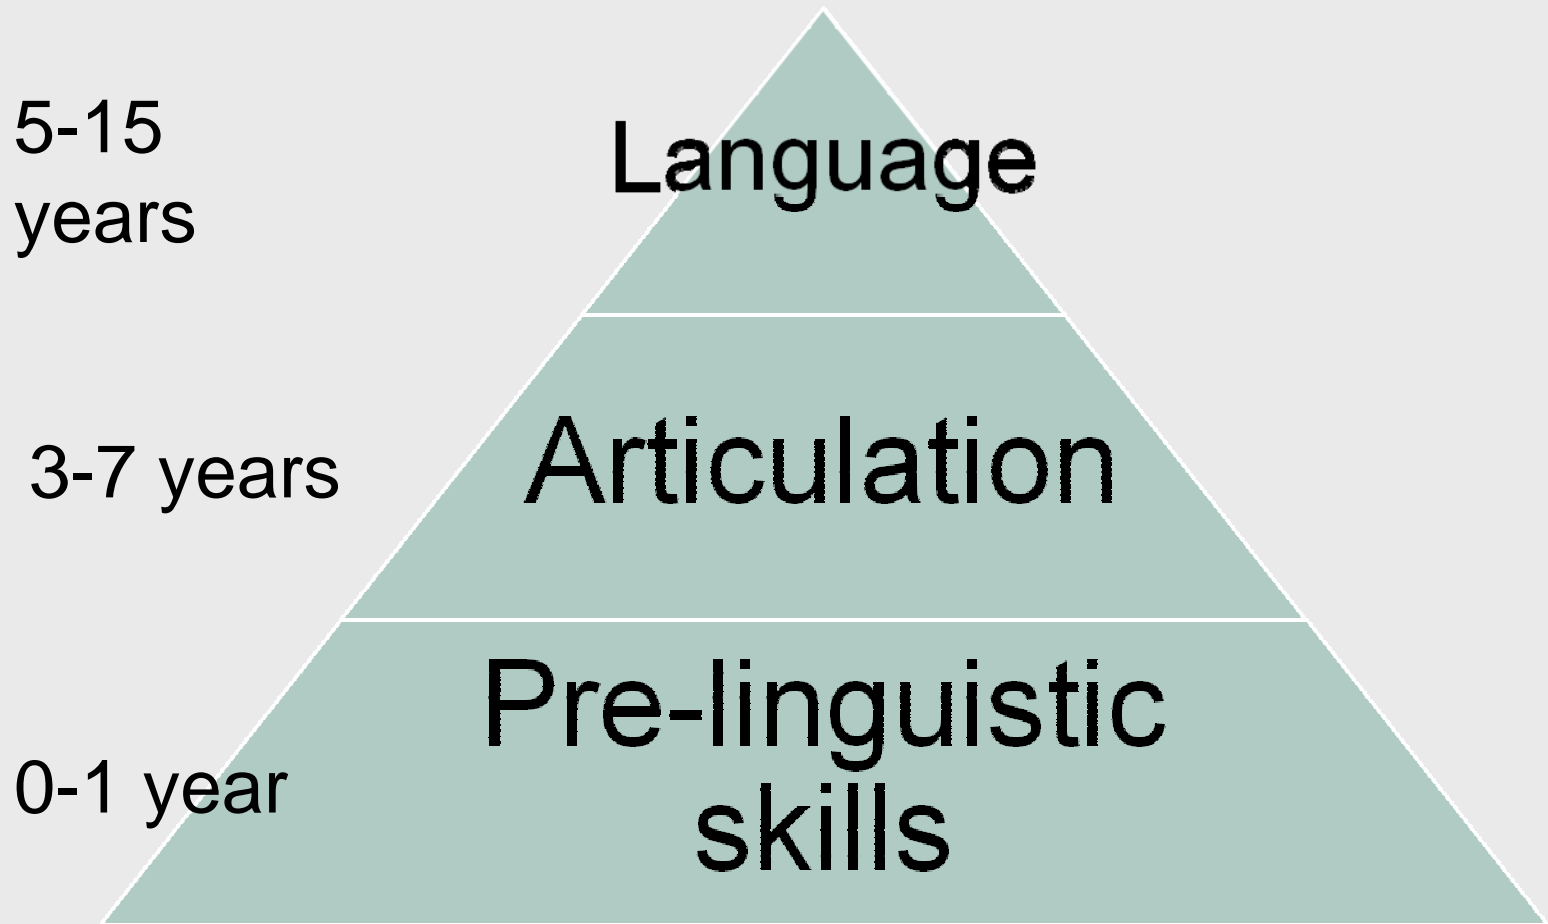 5-15
years
Language
3-7 years
Articulation
0-1 year
Pre-linguistic
skills